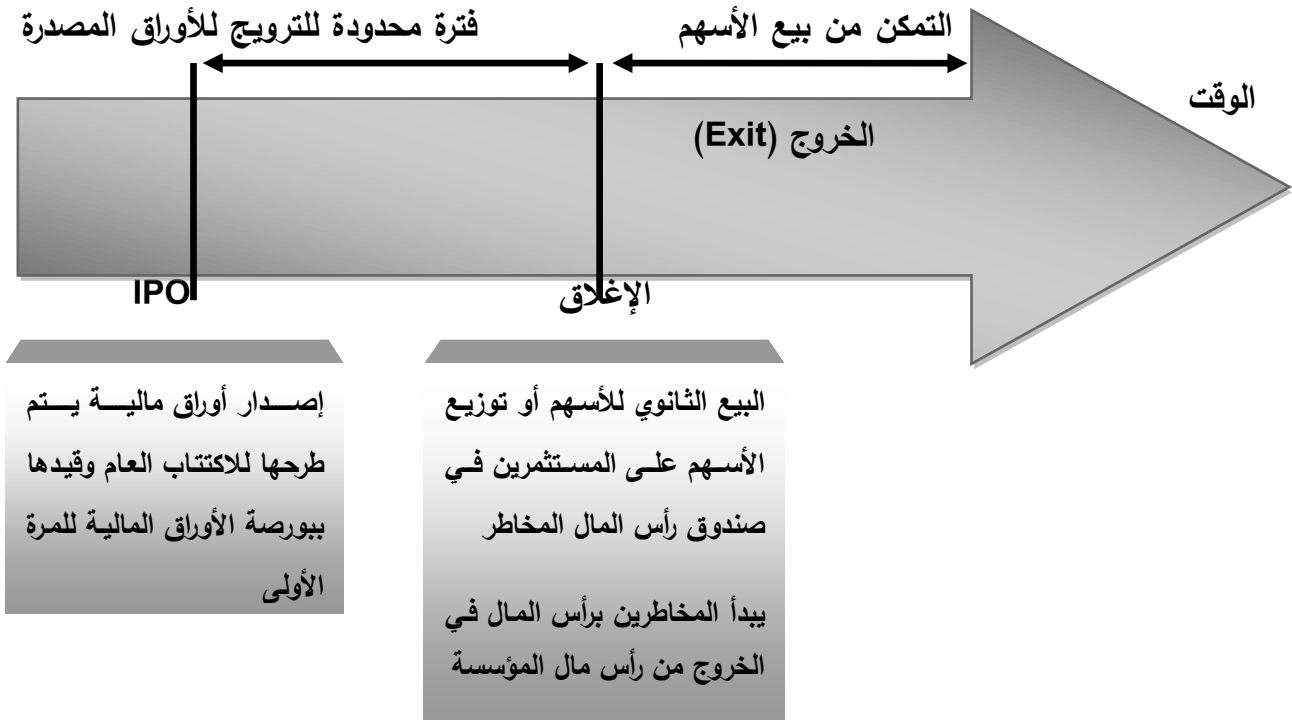 فترة محدودة للترويج للأوراق المصدرة
التمكن من بيع الأسهم
الوقت
الخروج (Exit)
IPO
الإغلاق
إصدار أوراق مالية يتم
طرحها للاكتتاب العام وقيدها
ببورصة الأوراق المالية للمرة
الأولى
البيع الثانوي للأسهم أو توزيع
الأسهم على المستثمرين في
صندوق رأس المال المخاطر
يبدأ المخاطرين برأس المال في
الخروج من رأس مال المؤسسة